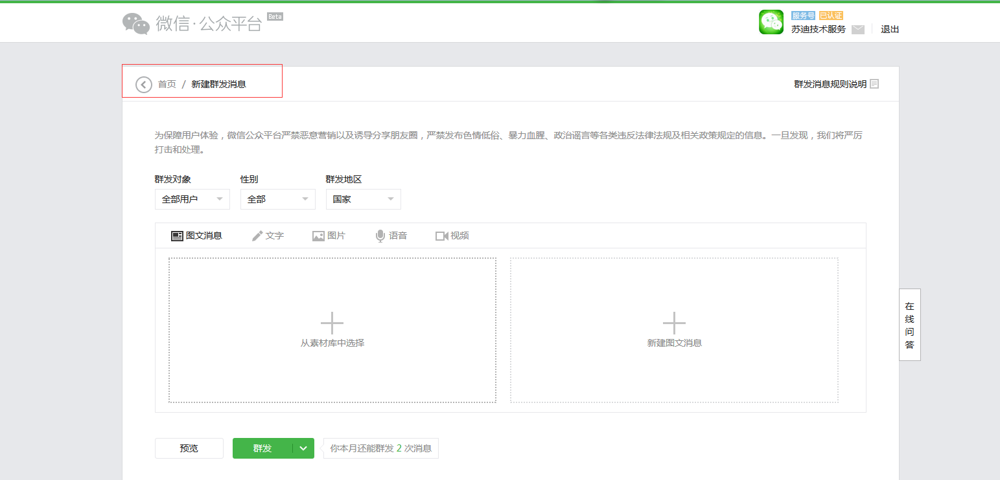 微信·公众平台 Beta
服务号 已认证
苏迪技术服务 退出
首页 / 新建群发消息 群发消息规则说明
为保障用户体验，微信公众平台严禁恶意营销以及诱导分享朋友圈，严禁发布色情低俗、暴力血腥、政治谣言等各类违反法律法规及相关政策规定的信息。一旦发现，我们将严厉
打击和处理。
群发对象 性别 群发地区
全部用户 全部 国家
图文消息 文字 图片 语音 视频
从素材库中选择 新建图文消息
在
线
问
答
预览 群发 你本月还能群发 2 次消息